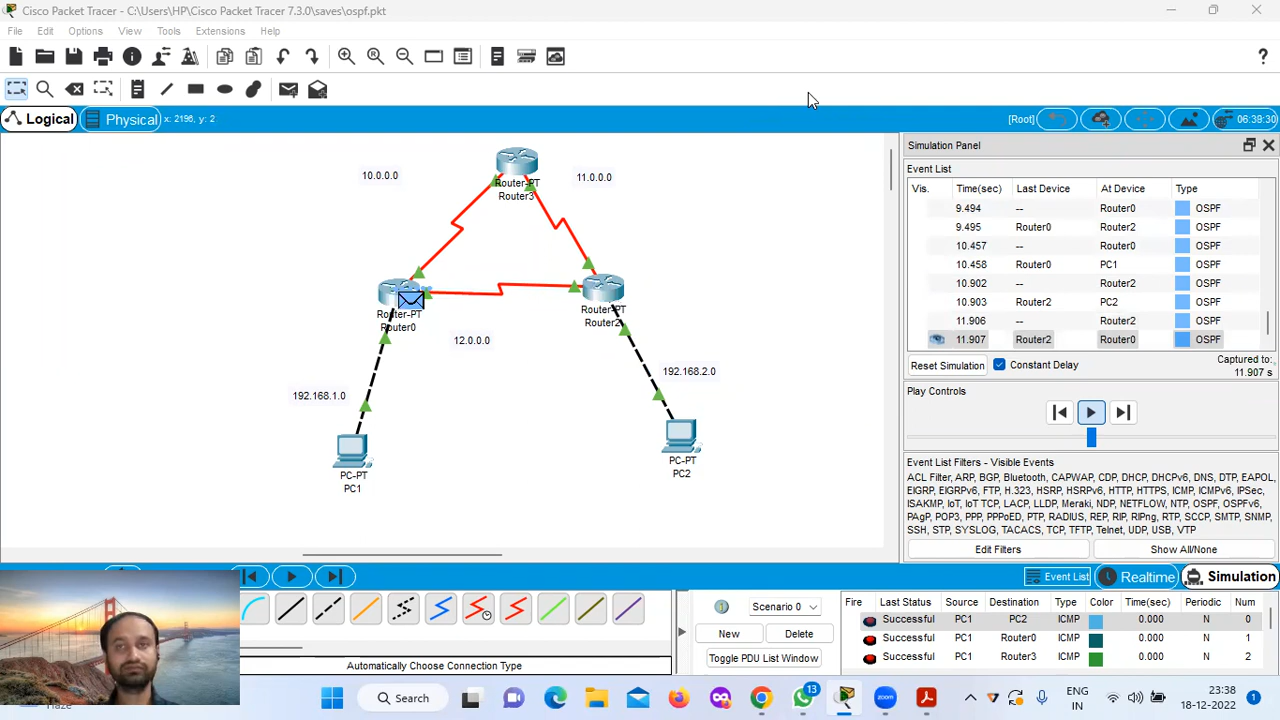 Cisco Packet Tracer - C:\Users\HP\Cisco Packet Tracer 7.3.0\saves\ospf.pkt
File Edit Options View Tools Extensions Help
Logical Physical x: 2196, y: 2 [Root] 06:39:30
10.0.0.0
11.0.0.0
Router-PT
Router3
Router-PT
Router0
Router-PT
Router2
12.0.0.0
192.168.1.0
192.168.2.0
PC-PT
PC1
PC-PT
PC2
Simulation Panel
Event List
Vis. Time(sec) Last Device At Device Type
9.494 -- Router0 OSPF
9.495 Router0 Router2 OSPF
10.457 -- Router0 OSPF
10.458 Router0 PC1 OSPF
10.902 -- Router2 OSPF
10.903 Router2 PC2 OSPF
11.906 -- Router2 OSPF
11.907 Router2 Router0 OSPF
Reset Simulation Constant Delay Captured to:
11.907 s
Play Controls
Event List Filters - Visible Events
ACL Filter, ARP, BGP, Bluetooth, CAPWAP, CDP, DHCP, DHCPv6, DNS, DTP, EAPOL,
EIGRP, EIGRPv6, FTP, H.323, HSRP, HSRPv6, HTTP, HTTPS, ICMP, ICMPv6, IPSec,
ISAKMP, IoT, IoT TCP, LACP, LLDP, Meraki, NDP, NETFLOW, NTP, OSPF, OSPFv6,
PAgP, POP3, PPP, PPPoED, PTP, RADIUS, REP, RIP, RIPng, RTP, SCCP, SMTP, SNMP,
SSH, STP, SYSLOG, TACACS, TCP, TFTP, Telnet, UDP, USB, VTP
Edit Filters Show All/None
Event List Realtime Simulation
Scenario 0
New Delete
Toggle PDU List Window
Fire Last Status Source Destination Type Color Time(sec) Periodic Num
Successful PC1 PC2 ICMP 0.000 N 0
Successful PC1 Router0 ICMP 0.000 N 1
Successful PC1 Router3 ICMP 0.000 N 2
Automatically Choose Connection Type
Haze
Search
13
ENG
IN
23:38
18-12-2022
1